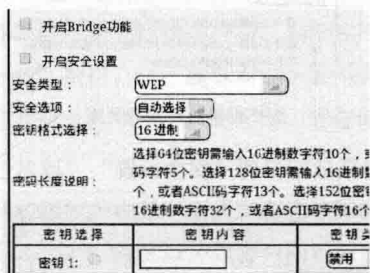 开启Bridge功能
开启安全设置
安全类型： WEP
安全选项： 自动选择
密钥格式选择： 16 进制
选择64位密钥需输入16进制数字符10个，
码字符5个。选择128位密钥需输入16进制
密码长度说明：
个，或者ASCII码字符13个。选择152位密
16进制数字符32个，或者ASCII码字符16个
密钥选择 密钥内容 密钥
密钥 1: 禁用